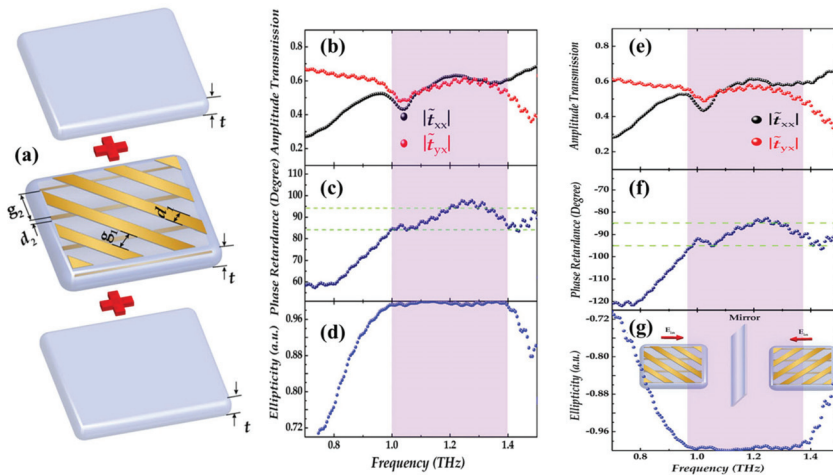 (a)
t
g2
d2
g1
d1
t
t
(b)
Amplitude Transmission
0.8
0.6
0.4
0.2
|t̃xx|
|t̃yx|
(c)
Phase Retardance (Degree)
100
90
80
70
60
(d)
Ellipticity (a.u.)
0.96
0.88
0.80
0.72
0.8
1.0
1.2
1.4
Frequency (THz)
(e)
Amplitude Transmission
0.8
0.6
0.4
0.2
|t̃xx|
|t̃yx|
(f)
Phase Retardance (Degree)
-70
-80
-90
-100
-110
-120
(g)
Mirror
Ellipticity (a.u.)
-0.72
-0.80
-0.88
-0.96
0.8
1.0
1.2
1.4
Frequency (THz)